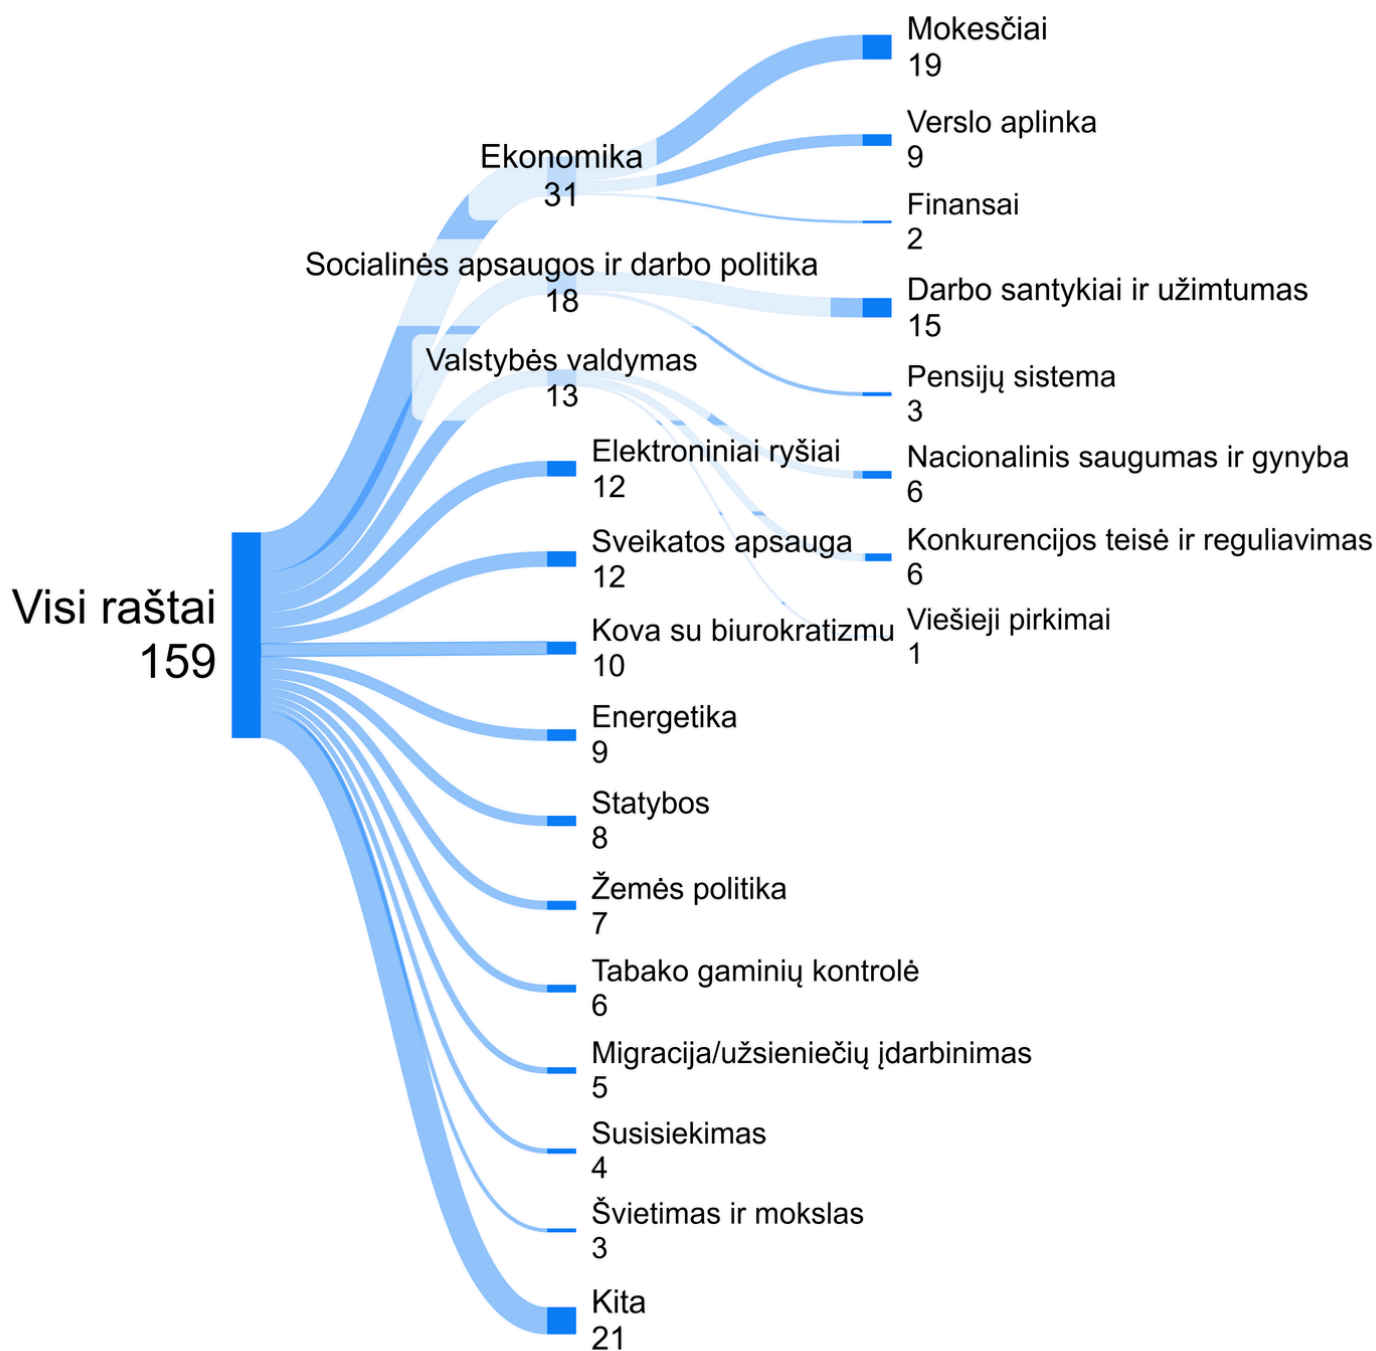 Visi raštai
159
Ekonomika
31
Socialinės apsaugos ir darbo politika
18
Valstybės valdymas
13
Elektroniniai ryšiai
12
Sveikatos apsauga
12
Kova su biurokratizmu
10
Energetika
9
Statybos
8
Žemės politika
7
Tabako gaminių kontrolė
6
Migracija/užsieniečių įdarbinimas
5
Susisiekimas
4
Švietimas ir mokslas
3
Kita
21
Mokesčiai
19
Verslo aplinka
9
Finansai
2
Darbo santykiai ir užimtumas
15
Pensijų sistema
3
Nacionalinis saugumas ir gynyba
6
Konkurencijos teisė ir reguliavimas
6
Viešieji pirkimai
1